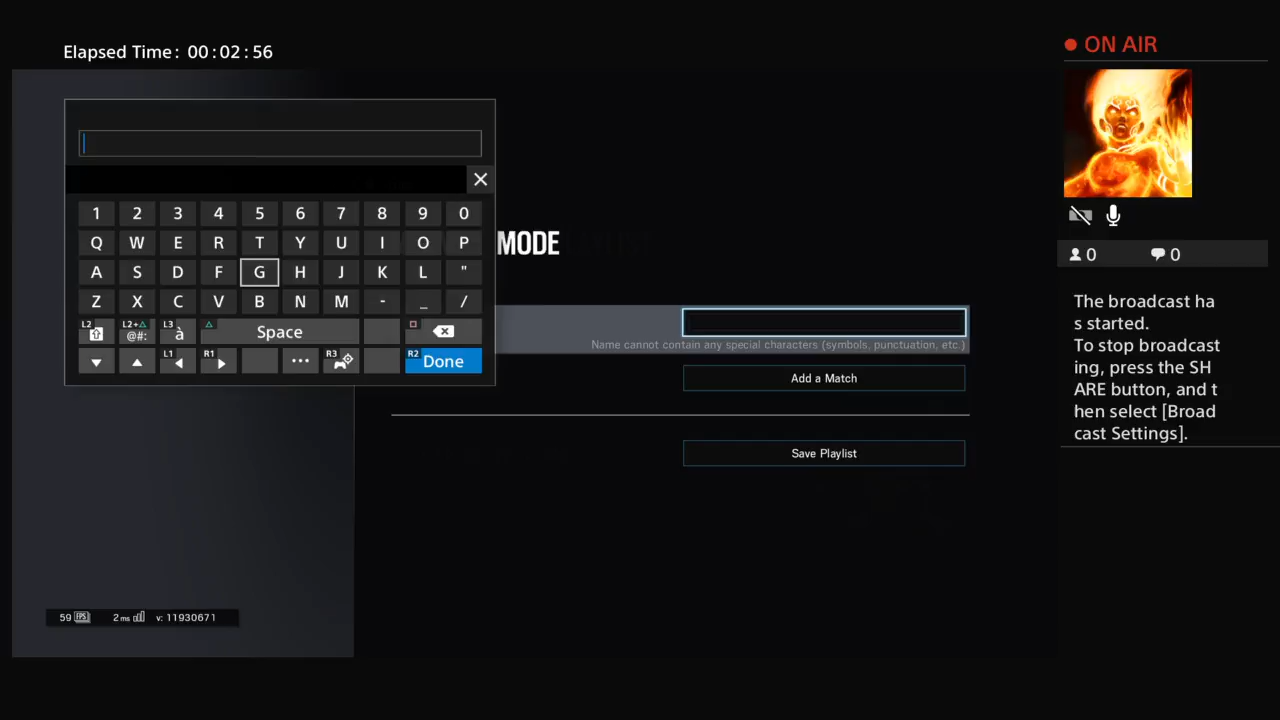 Elapsed Time: 00:02:56
ON AIR
1 2 3 4 5 6 7 8 9 0
Q W E R T Y U I O P
A S D F G H J K L "
Z X C V B N M - _ /
L2 L2+△ @#: L3 à △ Space □
L1 R1 ... R3 R2 Done
MODE
Name cannot contain any special characters (symbols, punctuation, etc.)
Add a Match
Save Playlist
0 0
The broadcast ha
s started.
To stop broadcast
ing, press the SH
ARE button, and t
hen select [Broad
cast Settings].
59 FPS 2 ms v: 11930671